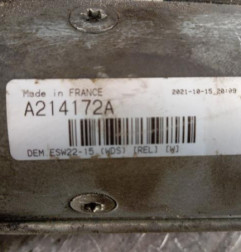 Made in FRANCE
2021-10-15 20:09
A214172A
DEM ESW22-15 (WDS) [REL] [W]